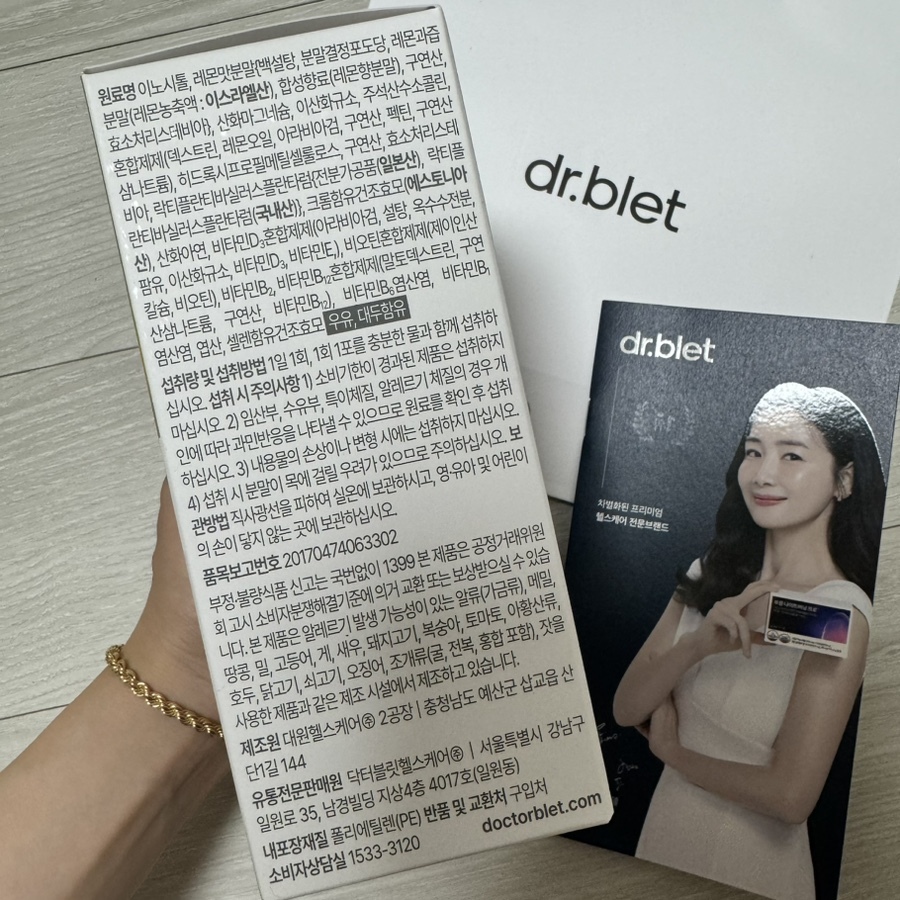 원료명 이노시톨, 레몬맛분말(백설탕, 분말결정포도당, 레몬과즙
분말(레몬농축액 : 이스라엘산), 합성향료(레몬향분말), 구연산,
효소처리스테비아}, 산화마그네슘, 이산화규소, 주석산수소콜린,
혼합제제(덱스트린, 레몬오일, 아라비아검, 구연산, 펙틴, 구연산
삼나트륨), 히드록시프로필메틸셀룰로스, 구연산, 효소처리스테
비아, 락티플란티바실러스플란타럼{전분가공품(일본산), 락티플
란티바실러스플란타럼(국내산)}, 크롬함유건조효모(에스토니아
산), 산화아연, 비타민D₃혼합제제(아라비아검, 설탕, 옥수수전분,
팜유, 이산화규소, 비타민D₃, 비타민E), 비오틴혼합제제(제이인산
칼슘, 비오틴), 비타민B₂, 비타민B₁₂혼합제제(말토덱스트린, 구연
산삼나트륨, 구연산, 비타민B₁₂), 비타민B₆염산염, 비타민B₁
염산염, 엽산, 셀렌함유건조효모 우유, 대두함유
섭취량 및 섭취방법 1일 1회, 1회 1포를 충분한 물과 함께 섭취하
십시오. 섭취 시 주의사항 1) 소비기한이 경과된 제품은 섭취하지
마십시오. 2) 임산부, 수유부, 특이체질, 알레르기 체질의 경우 개
인에 따라 과민반응을 나타낼 수 있으므로 원료를 확인 후 섭취
하십시오. 3) 내용물의 손상이나 변형 시에는 섭취하지 마십시오.
4) 섭취 시 분말이 목에 걸릴 우려가 있으므로 주의하십시오. 보
관방법 직사광선을 피하여 실온에 보관하시고, 영·유아 및 어린이
의 손이 닿지 않는 곳에 보관하십시오
품목보고번호 20170474063302
부정·불량식품 신고는 국번없이 1399 본 제품은 공정거래위원
회 고시 소비자분쟁해결기준에 의거 교환 또는 보상받으실 수 있습
니다. 본 제품은 알레르기 발생 가능성이 있는 알류(가금류), 메밀,
땅콩, 밀, 고등어, 게, 새우, 돼지고기, 복숭아, 토마토, 아황산류,
호두, 닭고기, 쇠고기, 오징어, 조개류(굴, 전복, 홍합 포함), 잣을
사용한 제품과 같은 제조 시설에서 제조하고 있습니다.
제조원 대원헬스케어㈜ 2공장 | 충청남도 예산군 삽교읍 산
단1길 144
유통전문판매원 닥터블릿헬스케어㈜ | 서울특별시 강남구
일원로 35, 남경빌딩 지상4층 4017호(일원동)
내포장재질 폴리에틸렌(PE) 반품 및 교환처 구입처
소비자상담실 1533-3120
doctorblet.com
dr.blet
dr.blet
차별화된 프리미엄
헬스케어 전문브랜드